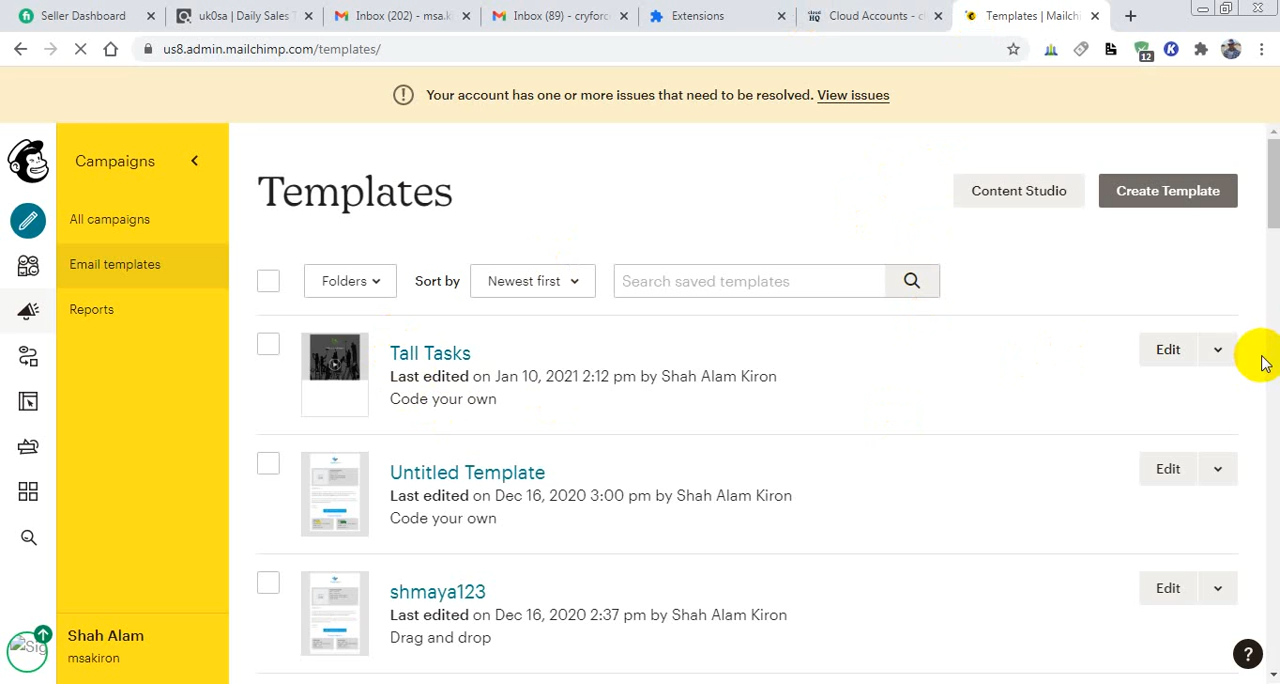 Seller Dashboard
uk0sa | Daily Sales T
Inbox (202) - msa.k
Inbox (89) - cryforc
Extensions
cloud HQ
Cloud Accounts - c
Templates | Mailch
us8.admin.mailchimp.com/templates/
12
Your account has one or more issues that need to be resolved. View issues
Campaigns
All campaigns
Email templates
Reports
Shah Alam
msakiron
Templates
Content Studio
Create Template
Folders
Sort by
Newest first
Search saved templates
Tall Tasks
Last edited on Jan 10, 2021 2:12 pm by Shah Alam Kiron
Code your own
Edit
Untitled Template
Last edited on Dec 16, 2020 3:00 pm by Shah Alam Kiron
Code your own
Edit
shmaya123
Last edited on Dec 16, 2020 2:37 pm by Shah Alam Kiron
Drag and drop
Edit
?